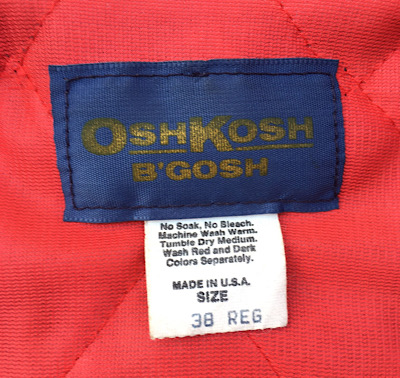 OSHKOSH
B'GOSH
No Soak, No Bleach.
Machine Wash Warm.
Tumble Dry Medium.
Wash Red and Dark
Colors Separately.
MADE IN U.S.A.
SIZE
38 REG